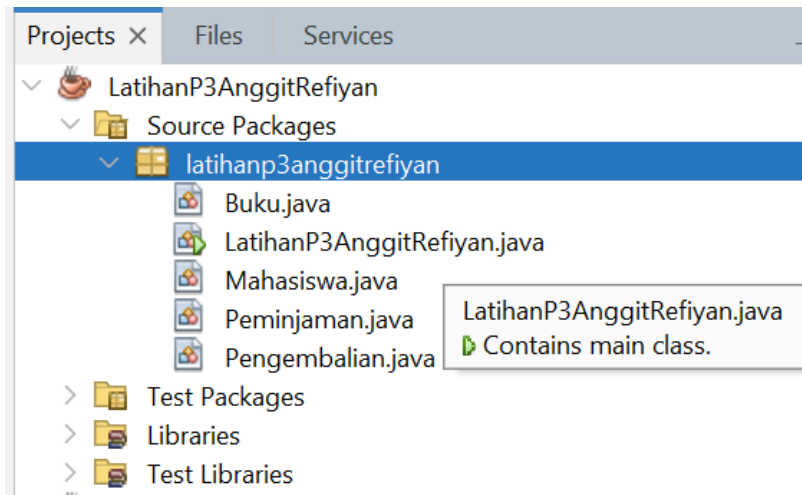 Projects × Files Services
LatihanP3AnggitRefiyan
Source Packages
latihanp3anggitrefiyan
Buku.java
LatihanP3AnggitRefiyan.java
Mahasiswa.java
Peminjaman.java
Pengembalian.java
LatihanP3AnggitRefiyan.java
Contains main class.
Test Packages
Libraries
Test Libraries